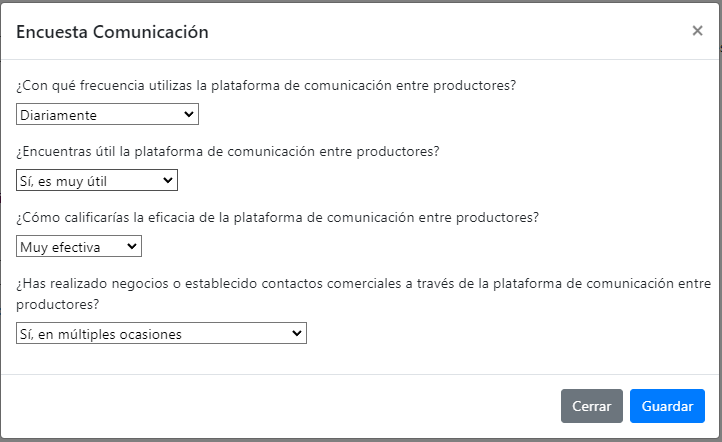 Encuesta Comunicación
×
¿Con qué frecuencia utilizas la plataforma de comunicación entre productores?
Diariamente
¿Encuentras útil la plataforma de comunicación entre productores?
Sí, es muy útil
¿Cómo calificarías la eficacia de la plataforma de comunicación entre productores?
Muy efectiva
¿Has realizado negocios o establecido contactos comerciales a través de la plataforma de comunicación entre
productores?
Sí, en múltiples ocasiones
Cerrar Guardar